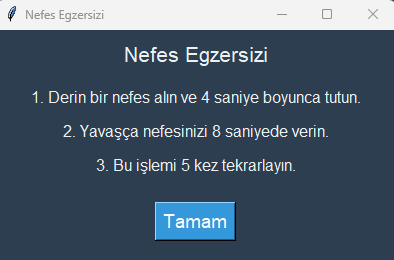 Nefes Egzersizi
Nefes Egzersizi
1. Derin bir nefes alın ve 4 saniye boyunca tutun.
2. Yavaşça nefesinizi 8 saniyede verin.
3. Bu işlemi 5 kez tekrarlayın.
Tamam